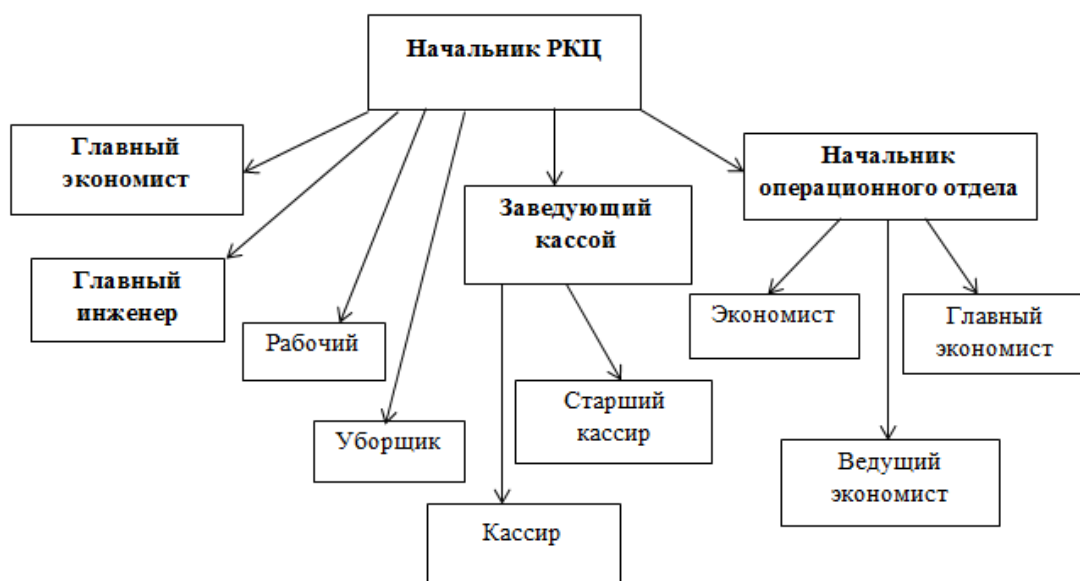 Начальник РКЦ
Главный
экономист
Начальник
операционного отдела
Заведующий
кассой
Главный
инженер
Экономист
Главный
экономист
Рабочий
Старший
кассир
Уборщик
Ведущий
экономист
Кассир